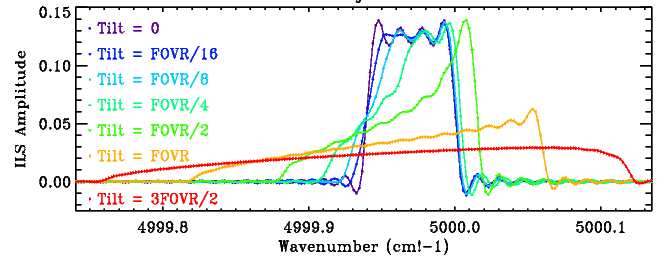 0.15
0.10
0.05
0.00
ILS Amplitude
Tilt = 0
Tilt = FOVR/16
Tilt = FOVR/8
Tilt = FOVR/4
Tilt = FOVR/2
Tilt = FOVR
Tilt = 3FOVR/2
4999.8 4999.9 5000.0 5000.1
Wavenumber (cm!-1)